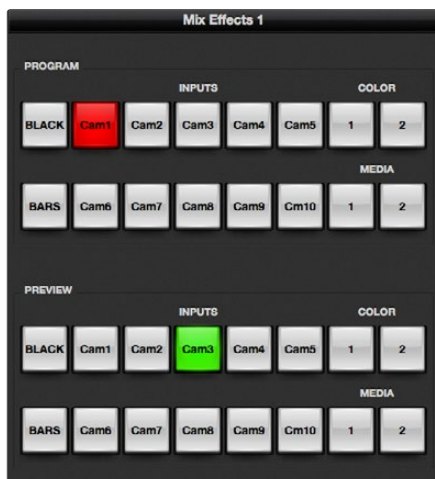 Mix Effects 1
PROGRAM
INPUTS COLOR
BLACK Cam1 Cam2 Cam3 Cam4 Cam5 1 2
MEDIA
BARS Cam6 Cam7 Cam8 Cam9 Cm10 1 2
PREVIEW
INPUTS COLOR
BLACK Cam1 Cam2 Cam3 Cam4 Cam5 1 2
MEDIA
BARS Cam6 Cam7 Cam8 Cam9 Cm10 1 2